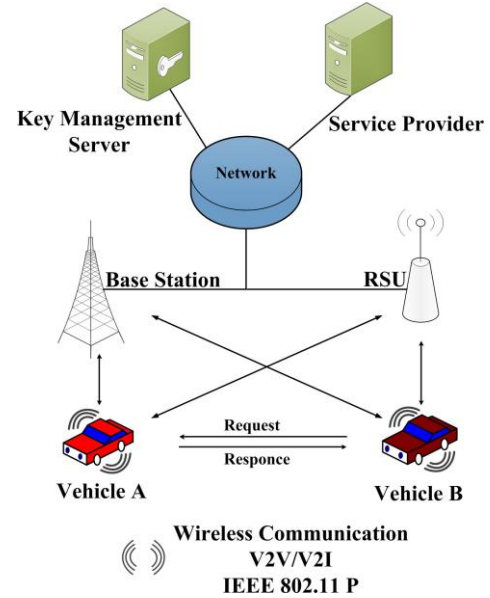 Key Management
Server
Service Provider
Network
Base Station
RSU
Request
Responce
Vehicle A
Vehicle B
Wireless Communication
V2V/V2I
IEEE 802.11 P